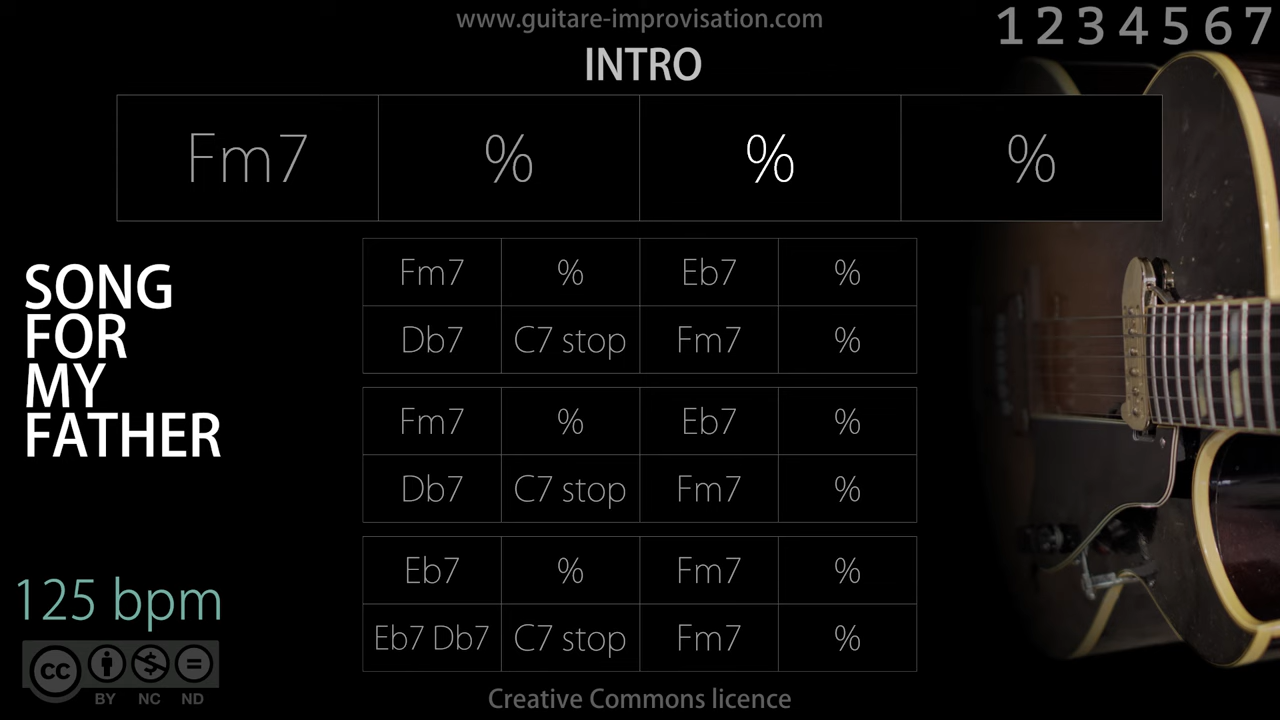 www.guitare-improvisation.com
1 2 3 4 5 6 7
INTRO
Fm7 % % %
SONG
FOR
MY
FATHER
Fm7 % Eb7 %
Db7 C7 stop Fm7 %
Fm7 % Eb7 %
Db7 C7 stop Fm7 %
Eb7 % Fm7 %
Eb7 Db7 C7 stop Fm7 %
125 bpm
cc
BY NC ND
Creative Commons licence